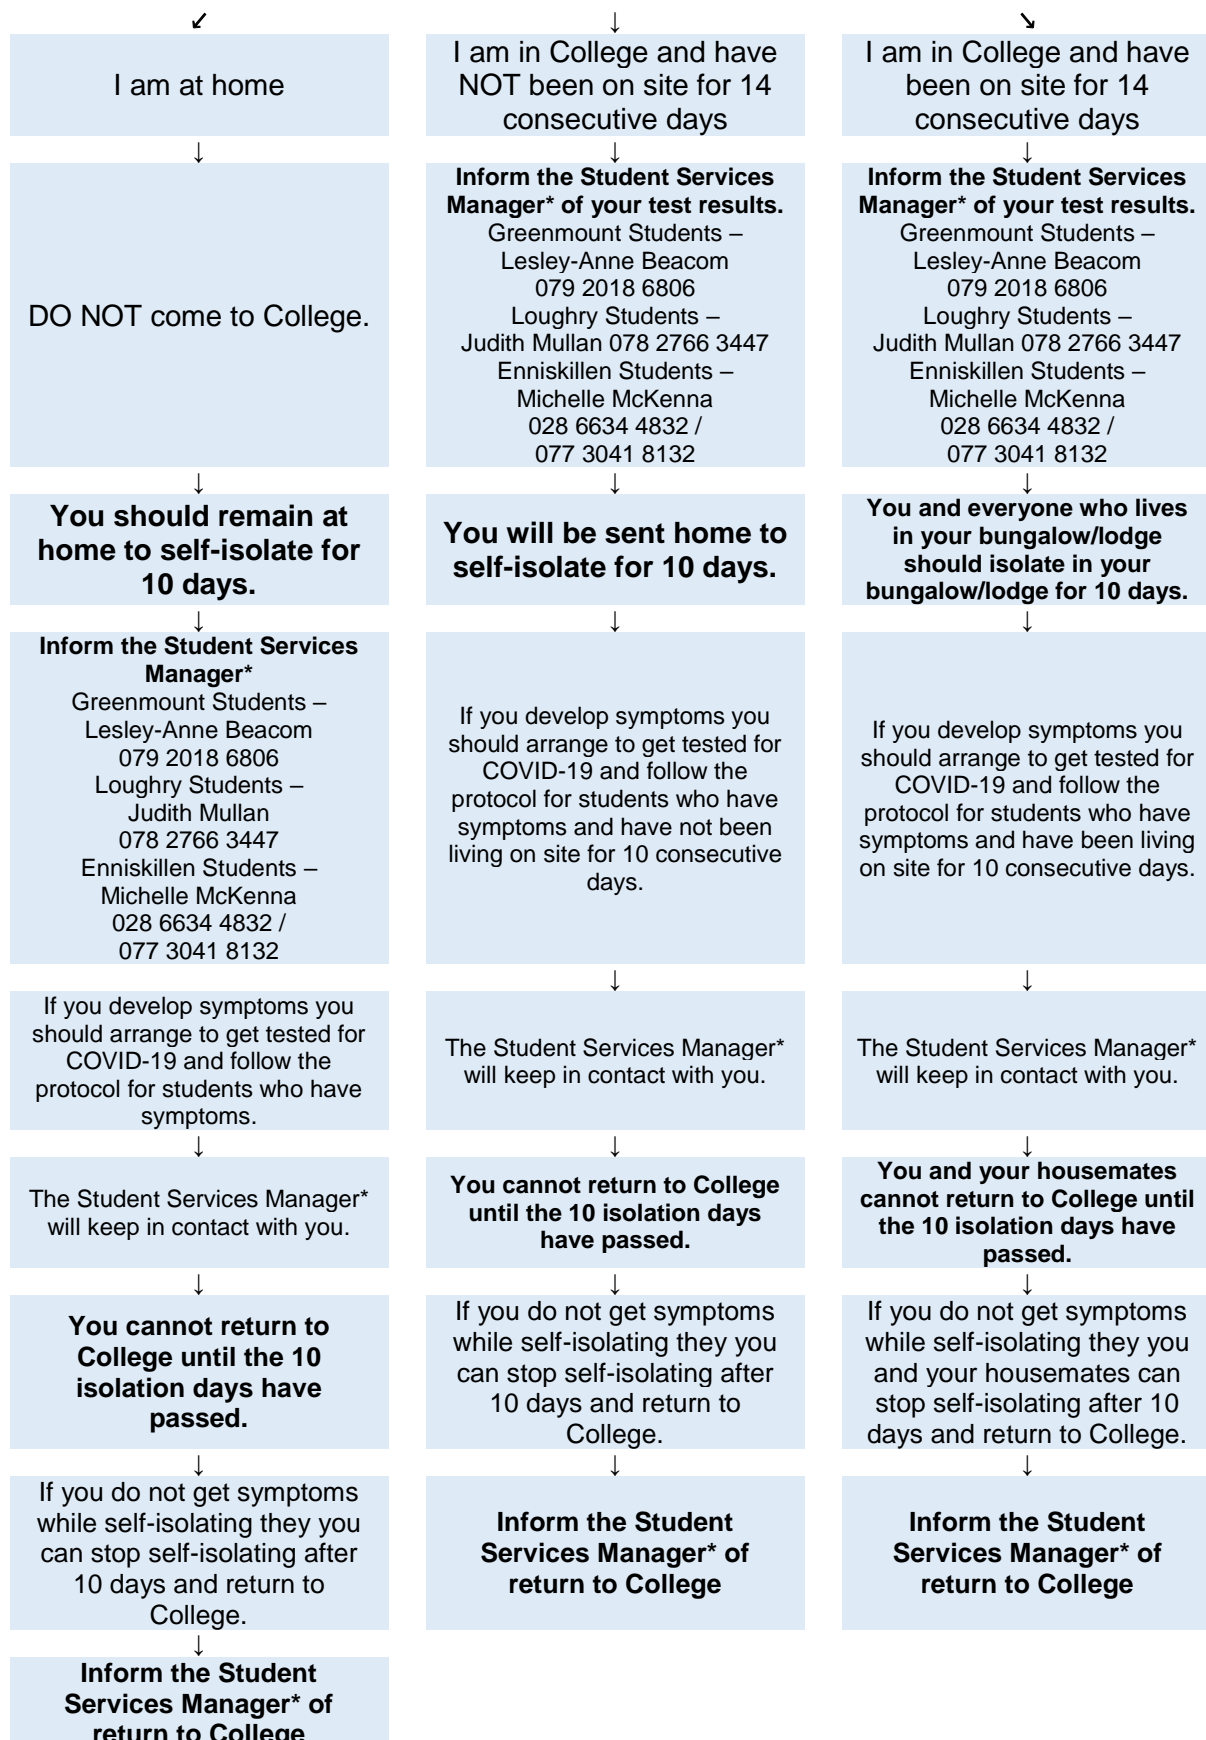 ↙
I am at home
↓
DO NOT come to College.
↓
You should remain at
home to self-isolate for
10 days.
↓
Inform the Student Services
Manager*
Greenmount Students –
Lesley-Anne Beacom
079 2018 6806
Loughry Students –
Judith Mullan
078 2766 3447
Enniskillen Students –
Michelle McKenna
028 6634 4832 /
077 3041 8132
If you develop symptoms you
should arrange to get tested for
COVID-19 and follow the
protocol for students who have
symptoms.
↓
The Student Services Manager*
will keep in contact with you.
↓
You cannot return to
College until the 10
isolation days have
passed.
↓
If you do not get symptoms
while self-isolating they you
can stop self-isolating after
10 days and return to
College.
↓
Inform the Student
Services Manager* of
return to College
↓
I am in College and have
NOT been on site for 14
consecutive days
↓
Inform the Student Services
Manager* of your test results.
Greenmount Students –
Lesley-Anne Beacom
079 2018 6806
Loughry Students –
Judith Mullan 078 2766 3447
Enniskillen Students –
Michelle McKenna
028 6634 4832 /
077 3041 8132
↓
You will be sent home to
self-isolate for 10 days.
↓
If you develop symptoms you
should arrange to get tested for
COVID-19 and follow the
protocol for students who have
symptoms and have not been
living on site for 10 consecutive
days.
↓
The Student Services Manager*
will keep in contact with you.
↓
You cannot return to College
until the 10 isolation days
have passed.
↓
If you do not get symptoms
while self-isolating they you
can stop self-isolating after
10 days and return to
College.
↓
Inform the Student
Services Manager* of
return to College
↘
I am in College and have
been on site for 14
consecutive days
↓
Inform the Student Services
Manager* of your test results.
Greenmount Students –
Lesley-Anne Beacom
079 2018 6806
Loughry Students –
Judith Mullan 078 2766 3447
Enniskillen Students –
Michelle McKenna
028 6634 4832 /
077 3041 8132
↓
You and everyone who lives
in your bungalow/lodge
should isolate in your
bungalow/lodge for 10 days.
↓
If you develop symptoms you
should arrange to get tested for
COVID-19 and follow the
protocol for students who have
symptoms and have been living
on site for 10 consecutive days.
↓
The Student Services Manager*
will keep in contact with you.
↓
You and your housemates
cannot return to College until
the 10 isolation days have
passed.
↓
If you do not get symptoms
while self-isolating they you
and your housemates can
stop self-isolating after 10
days and return to College.
↓
Inform the Student
Services Manager* of
return to College